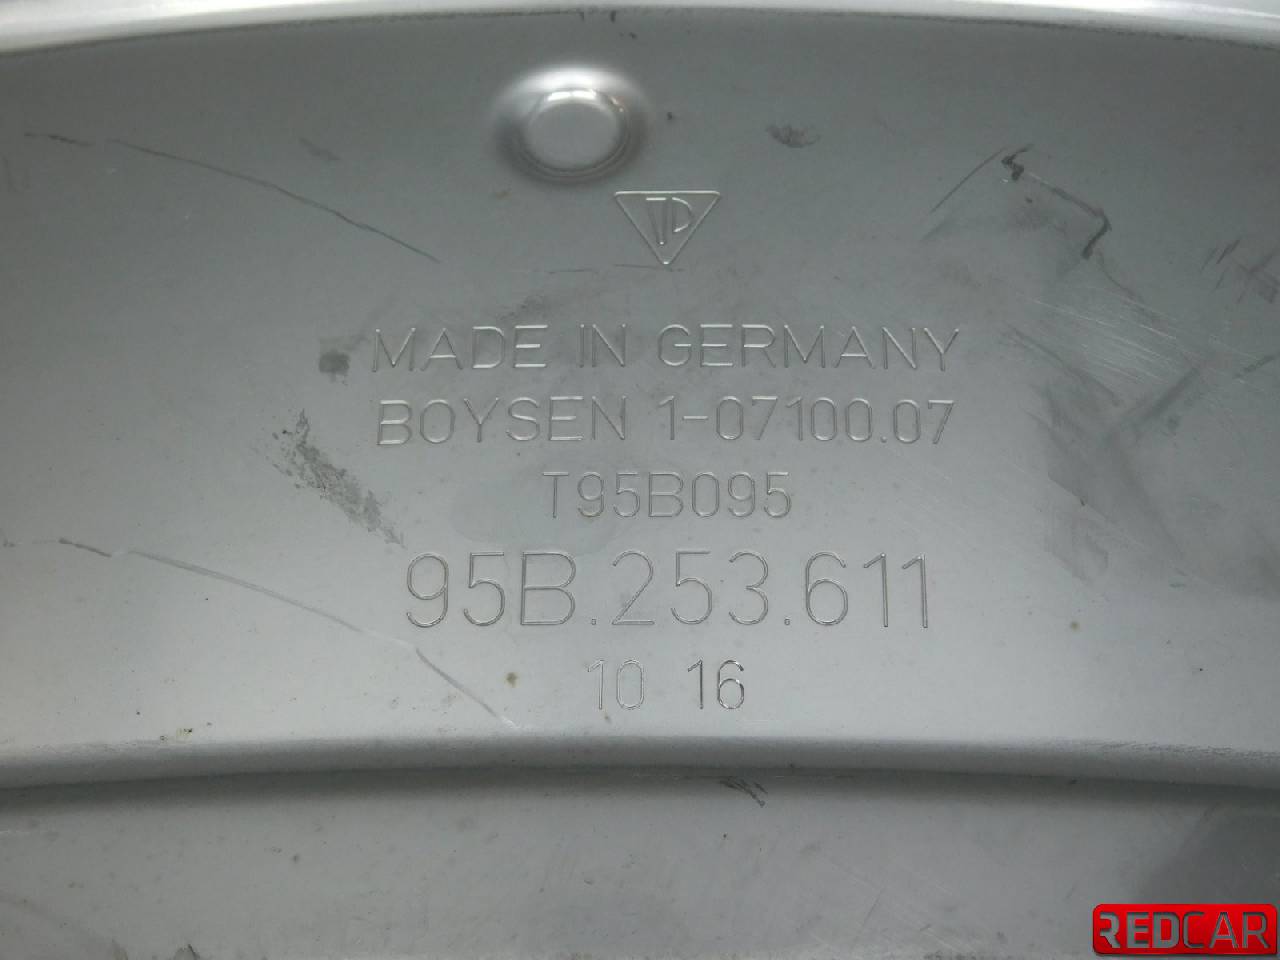 MADE IN GERMANY
BOYSEN 1-07100.07
T95B095
95B.253.611
10 16
REDCAR